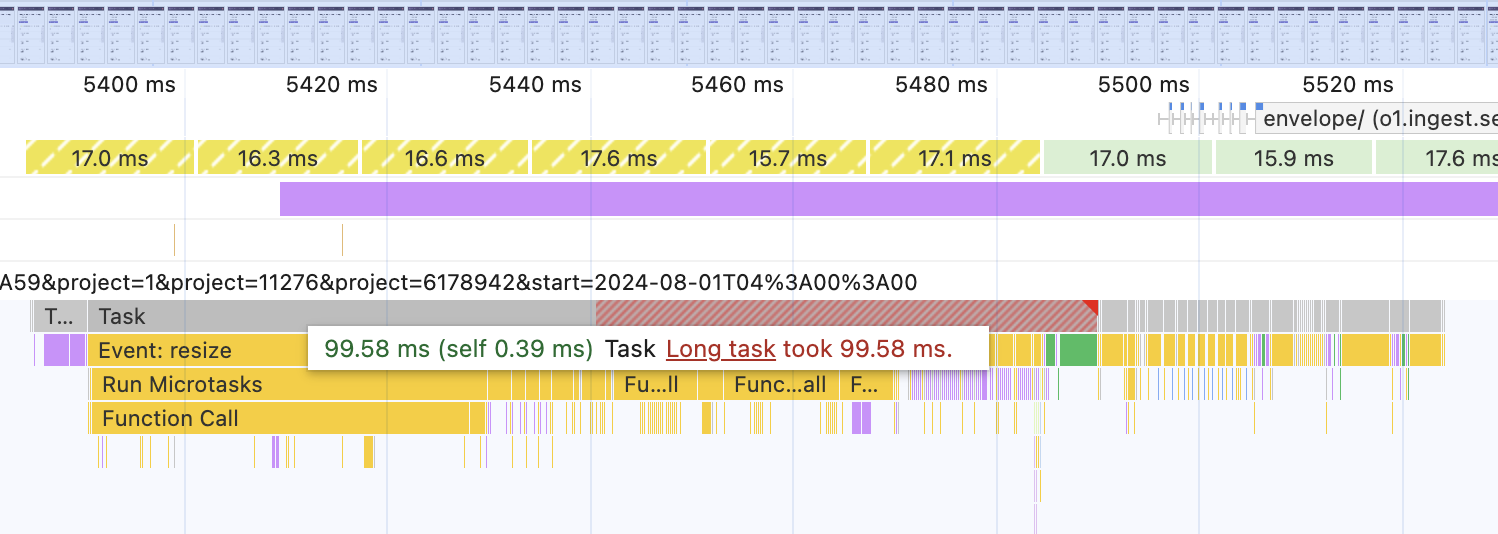 5400 ms 5420 ms 5440 ms 5460 ms 5480 ms 5500 ms 5520 ms
envelope/ (o1.ingest.se
17.0 ms 16.3 ms 16.6 ms 17.6 ms 15.7 ms 17.1 ms 17.0 ms 15.9 ms 17.6 ms
A59&project=1&project=11276&project=6178942&start=2024-08-01T04%3A00%3A00
T... Task
Event: resize
99.58 ms (self 0.39 ms) Task Long task took 99.58 ms.
Run Microtasks Fu...ll Func...all F...
Function Call